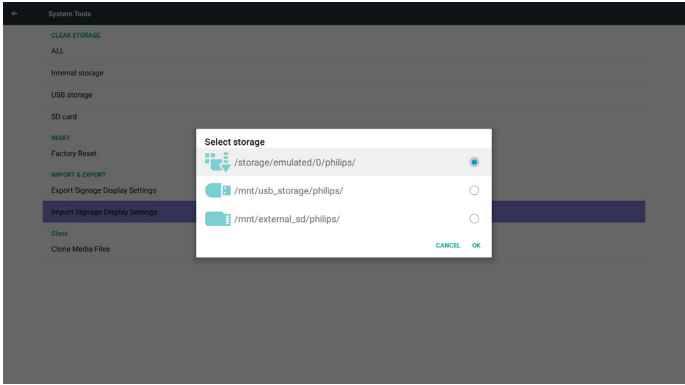 System Tools
CLEAR STORAGE
ALL
Internal storage
USB storage
SD card
RESET
Factory Reset
IMPORT & EXPORT
Export Signage Display Settings
Import Signage Display Settings
Clone
Clone Media Files
Select storage
/storage/emulated/0/philips/
/mnt/usb_storage/philips/
/mnt/external_sd/philips/
CANCEL OK